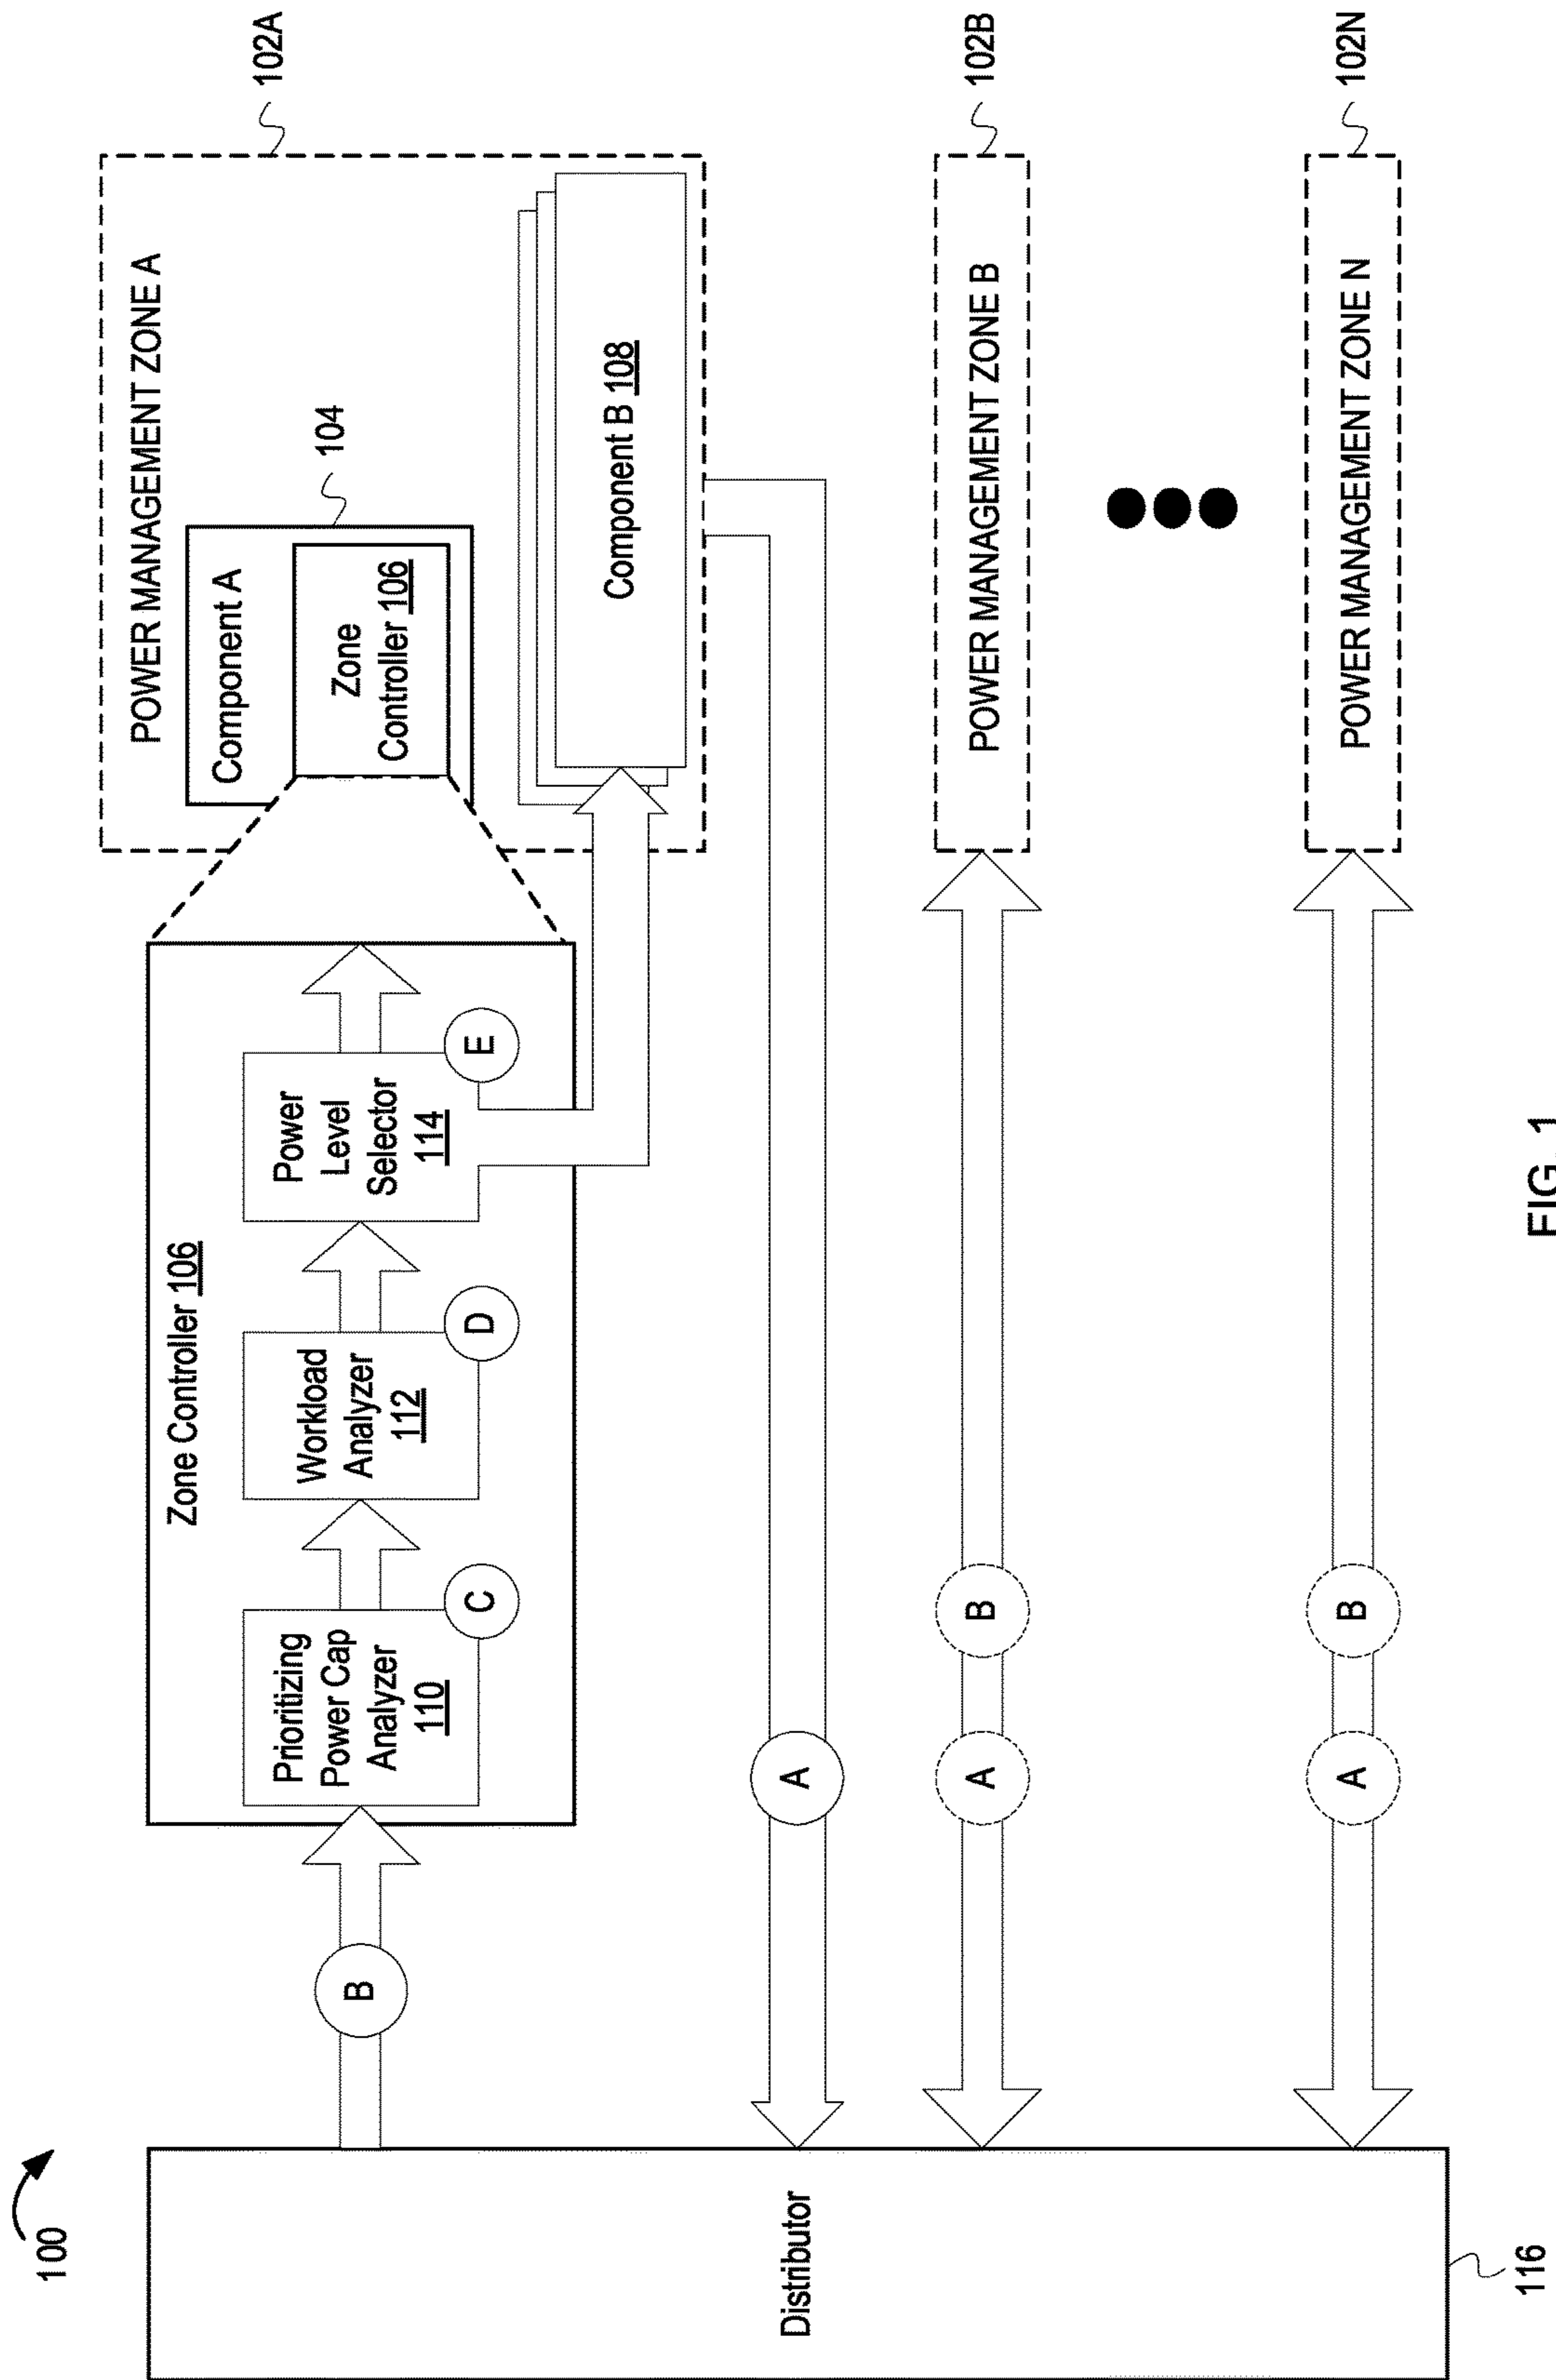 100
Distributor
116
B
Zone Controller 106
Prioritizing
Power Cap
Analyzer
110
C
Workload
Analyzer
112
D
Power
Level
Selector
114
E
POWER MANAGEMENT ZONE A
102A
Component A
104
Zone
Controller 106
Component B 108
A
A
B
POWER MANAGEMENT ZONE B
102B
A
B
POWER MANAGEMENT ZONE N
102N
FIG. 1